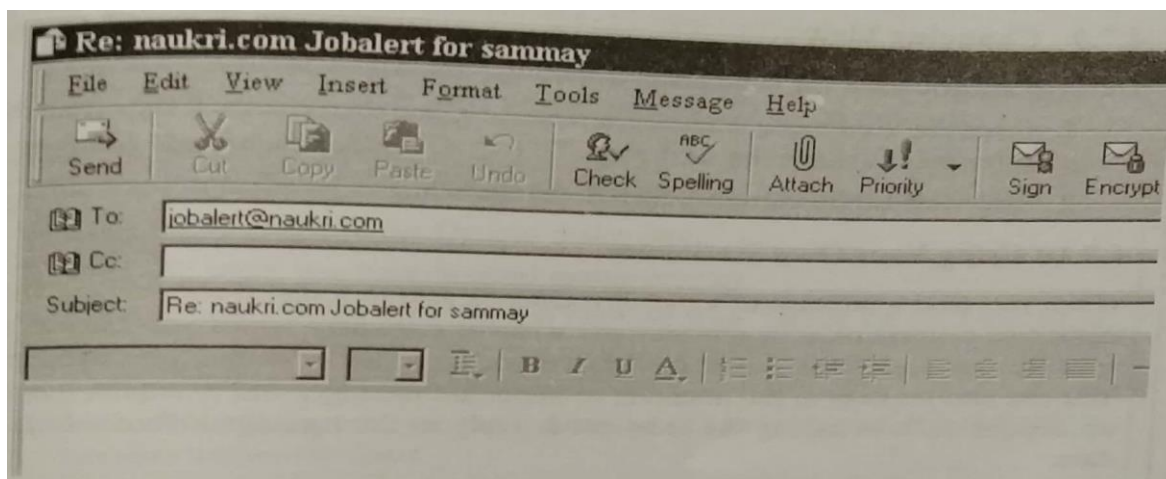 Re: naukri.com Jobalert for sammay
File Edit View Insert Format Tools Message Help
ABC
Send Cut Copy Paste Undo Check Spelling Attach Priority Sign Encrypt
To: jobalert@naukri.com
Cc:
Subject: Re: naukri.com Jobalert for sammay
B I U A